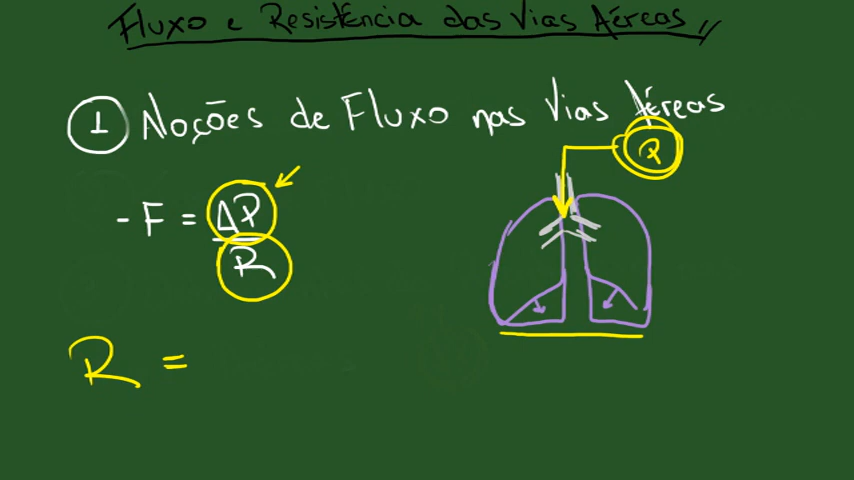 Fluxo e Resistência das Vias Aéreas
1 Noções de Fluxo nas Vias Aéreas
P
- F = ΔP
R
R =